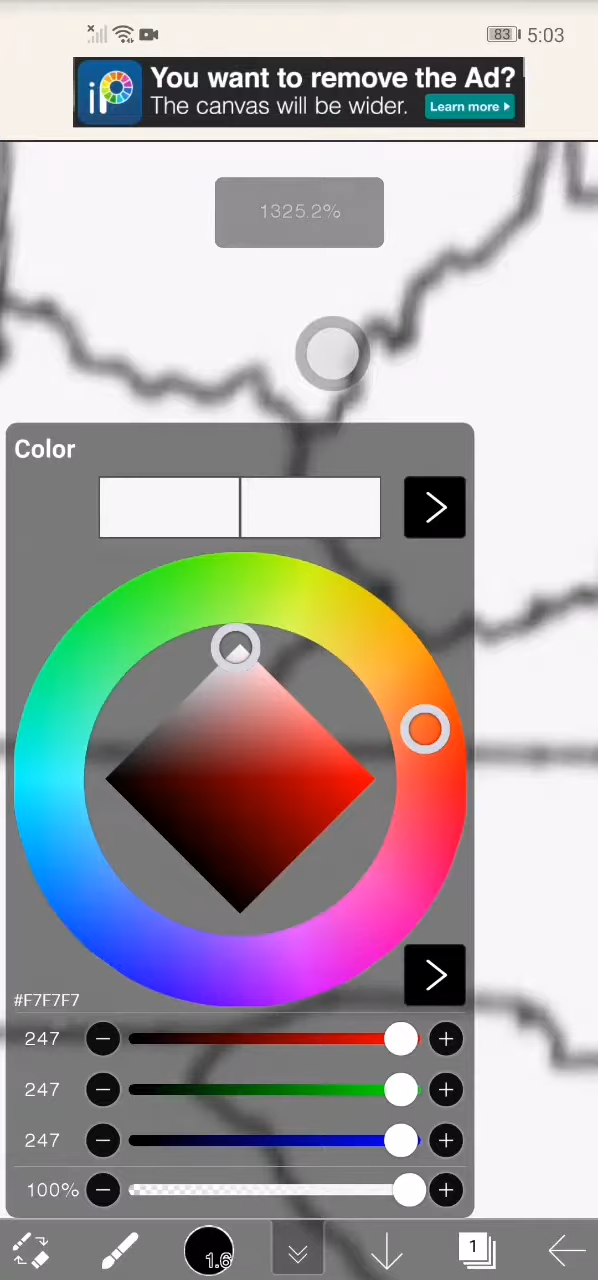 83 5:03
iP
You want to remove the Ad?
The canvas will be wider.
Learn more
1325.2%
Color
#F7F7F7
247
247
247
100%
1.6
1